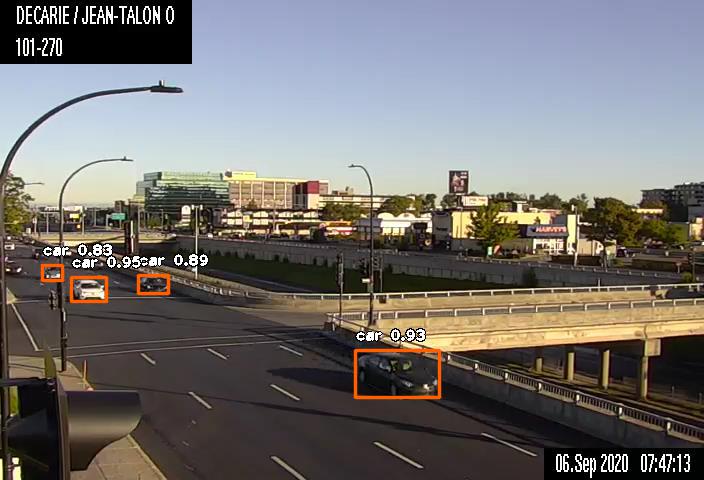 DECARIE / JEAN-TALON O
101-270
car 0.83
car 0.95
car 0.89
HARVEY'S
car 0.93
06.Sep 2020 07:47:13